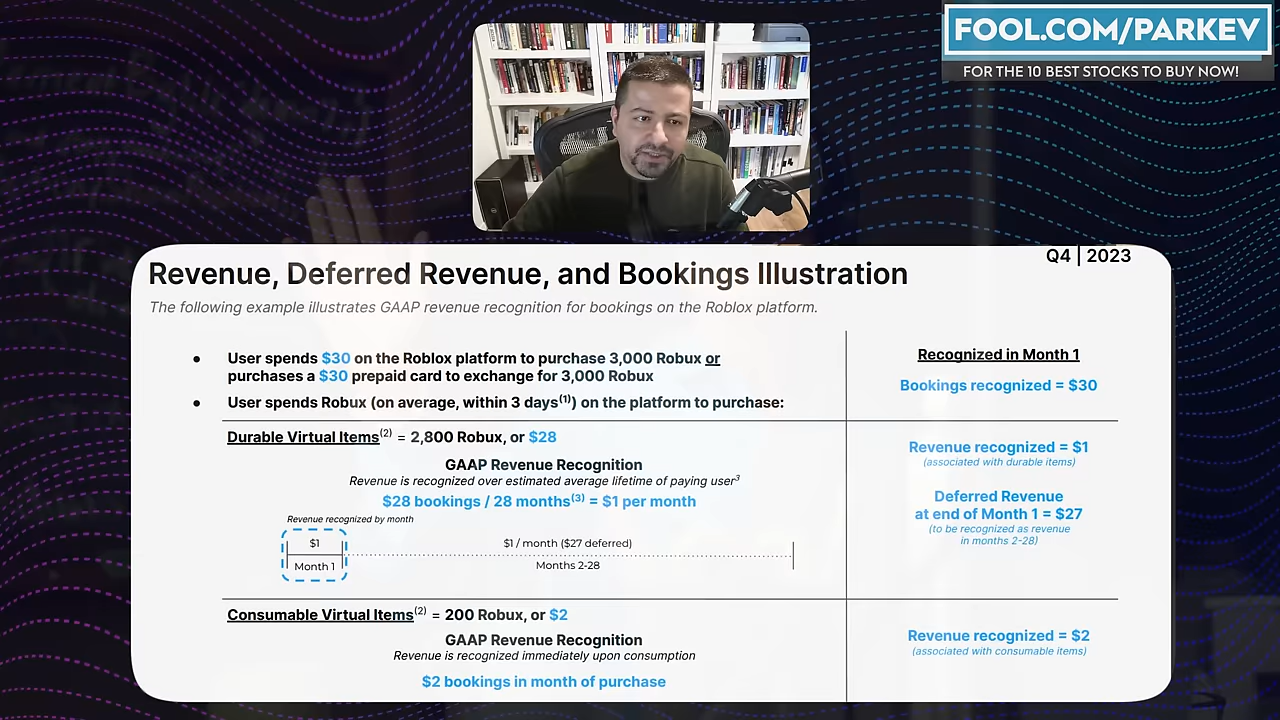 FOOL.COM/PARKEV
FOR THE 10 BEST STOCKS TO BUY NOW!
Q4 | 2023
Revenue, Deferred Revenue, and Bookings Illustration
The following example illustrates GAAP revenue recognition for bookings on the Roblox platform.
● User spends $30 on the Roblox platform to purchase 3,000 Robux or
purchases a $30 prepaid card to exchange for 3,000 Robux
● User spends Robux (on average, within 3 days(1)) on the platform to purchase:
Recognized in Month 1
Bookings recognized = $30
Durable Virtual Items(2) = 2,800 Robux, or $28
GAAP Revenue Recognition
Revenue is recognized over estimated average lifetime of paying user3
$28 bookings / 28 months(3) = $1 per month
Revenue recognized by month
$1
$1 / month ($27 deferred)
Month 1
Months 2-28
Revenue recognized = $1
(associated with durable items)
Deferred Revenue
at end of Month 1 = $27
(to be recognized as revenue
in months 2-28)
Consumable Virtual Items(2) = 200 Robux, or $2
GAAP Revenue Recognition
Revenue is recognized immediately upon consumption
$2 bookings in month of purchase
Revenue recognized = $2
(associated with consumable items)